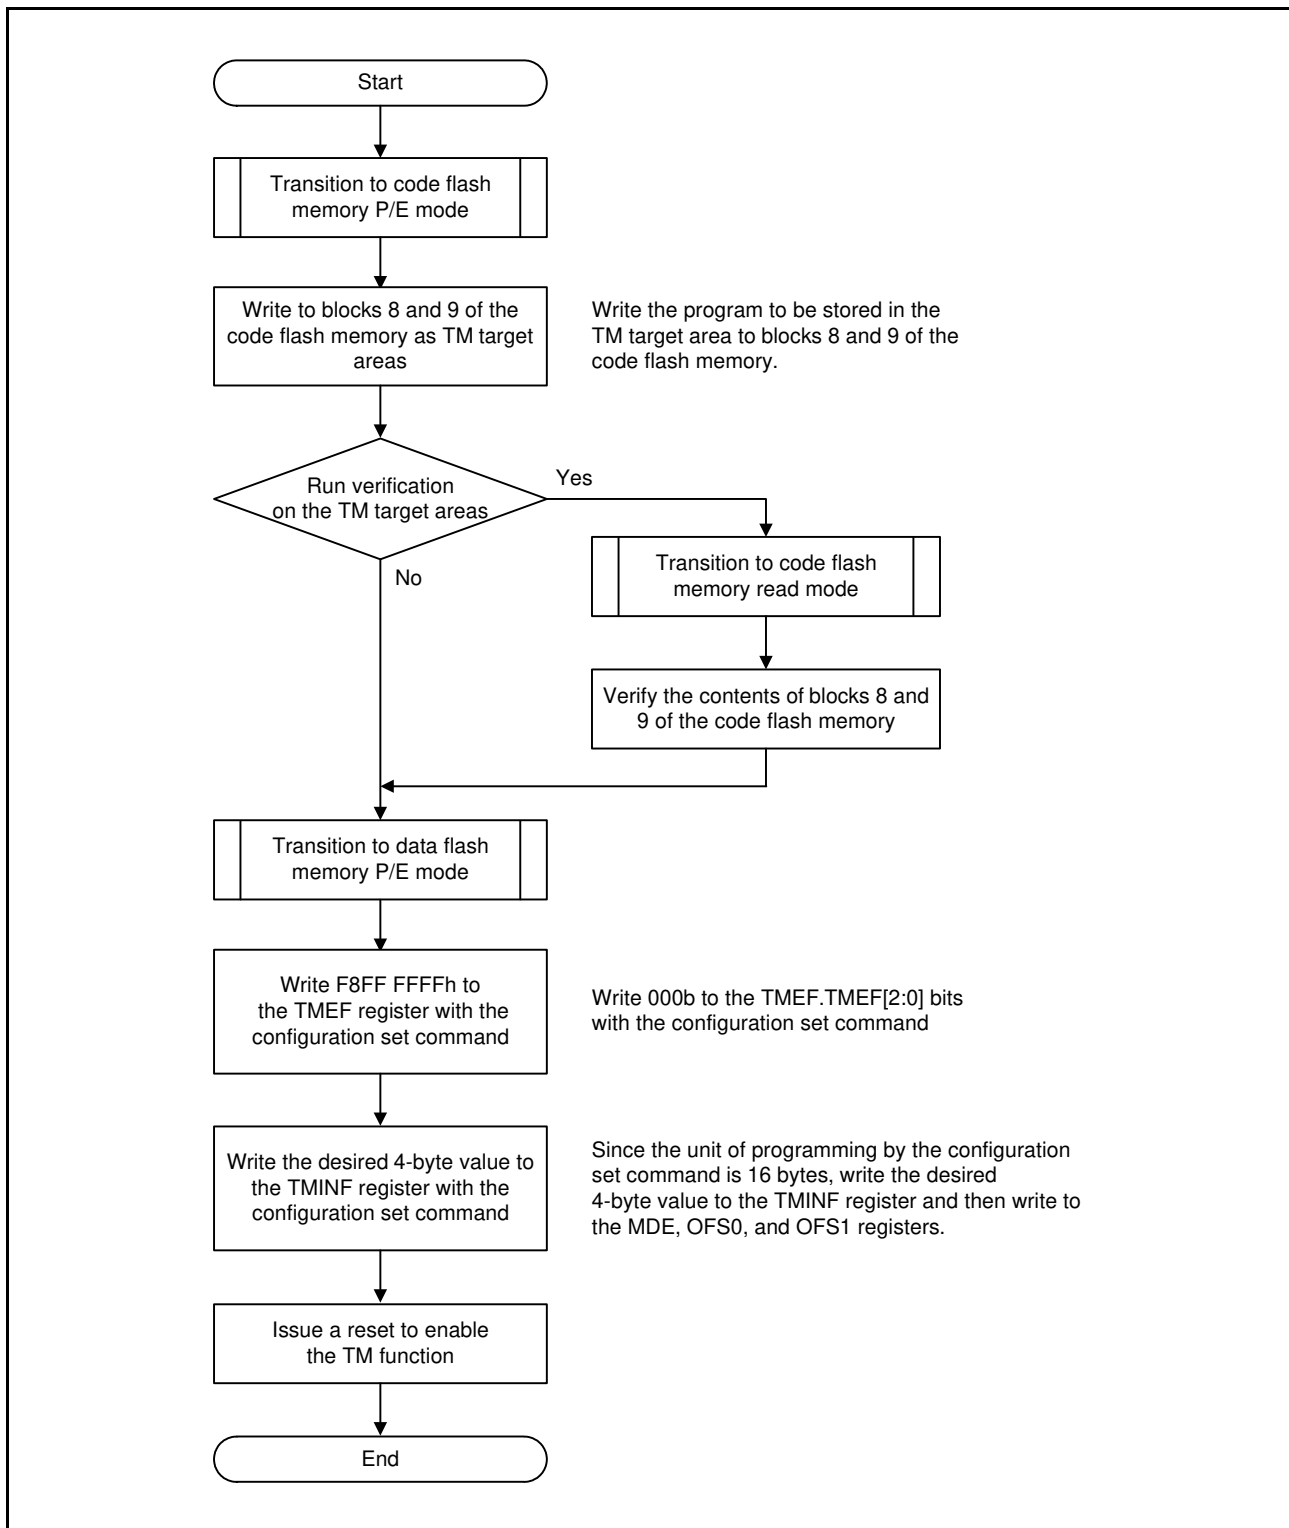 Start
Transition to code flash
memory P/E mode
Write to blocks 8 and 9 of the
code flash memory as TM target
areas
Write the program to be stored in the
TM target area to blocks 8 and 9 of the
code flash memory.
Run verification
on the TM target areas
Yes
No
Transition to code flash
memory read mode
Verify the contents of blocks 8 and
9 of the code flash memory
Transition to data flash
memory P/E mode
Write F8FF FFFFh to
the TMEF register with the
configuration set command
Write 000b to the TMEF.TMEF[2:0] bits
with the configuration set command
Write the desired 4-byte value to
the TMINF register with the
configuration set command
Since the unit of programming by the configuration
set command is 16 bytes, write the desired
4-byte value to the TMINF register and then write to
the MDE, OFS0, and OFS1 registers.
Issue a reset to enable
the TM function
End